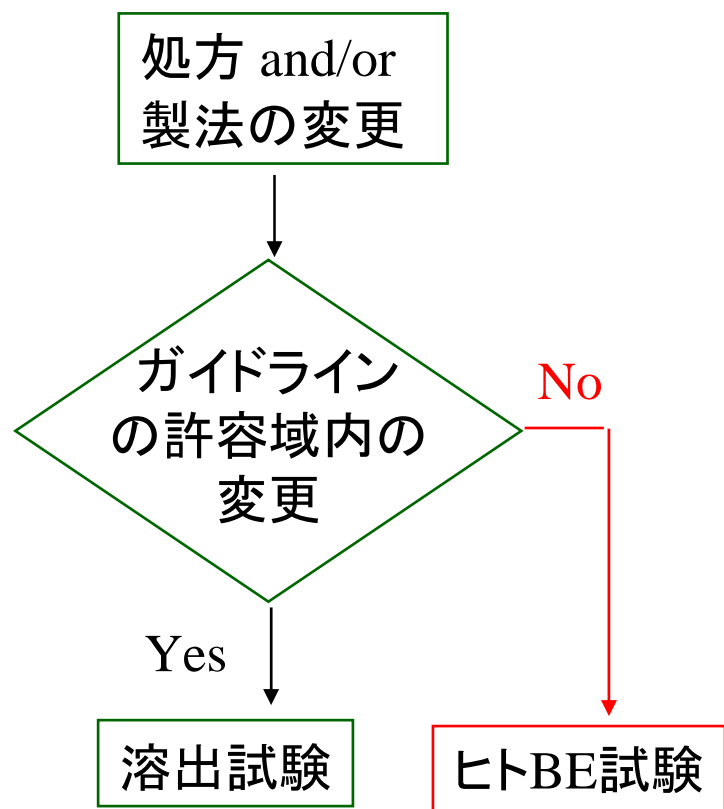 処方 and/or
製法の変更
ガイドライン
の許容域内の
変更
No
Yes
溶出試験
ヒトBE試験